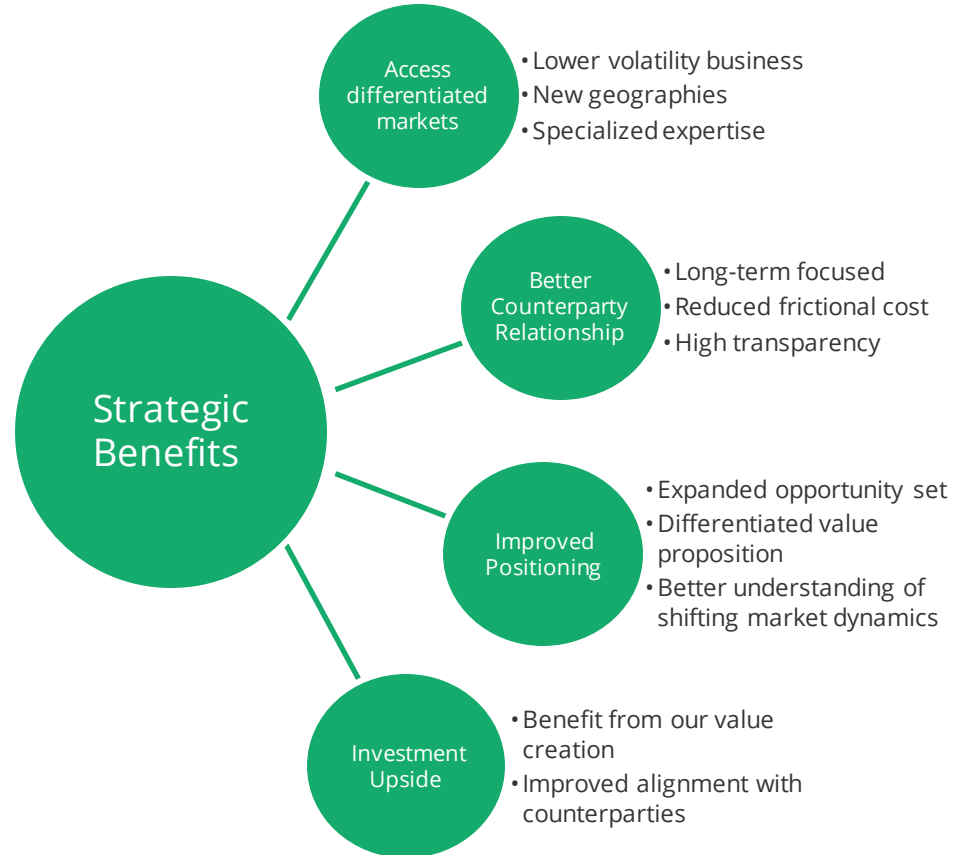 Access
differentiated
markets
• Lower volatility business
• New geographies
• Specialized expertise
Better
Counterparty
Relationship
• Long-term focused
• Reduced frictional cost
• High transparency
Strategic
Benefits
Improved
Positioning
• Expanded opportunity set
• Differentiated value
proposition
• Better understanding of
shifting market dynamics
Investment
Upside
• Benefit from our value
creation
• Improved alignment with
counterparties